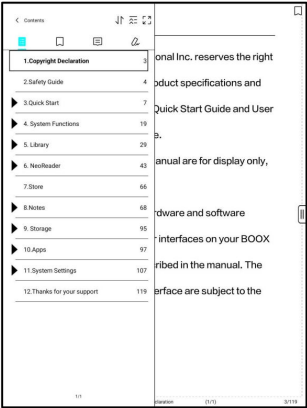 Contents
1.Copyright Declaration 3
2.Safety Guide 4
3.Quick Start 7
4. System Functions 19
5. Library 29
6. NeoReader 43
7.Store 66
8.Notes 68
9. Storage 95
10.Apps 97
11.System Settings 107
12.Thanks for your support 119
1/1
onal Inc. reserves the right
oduct specifications and
Quick Start Guide and User
e.
anual are for display only,
rdware and software
r interfaces on your BOOX
ribed in the manual. The
erface are subject to the
claration (1/1) 3/119